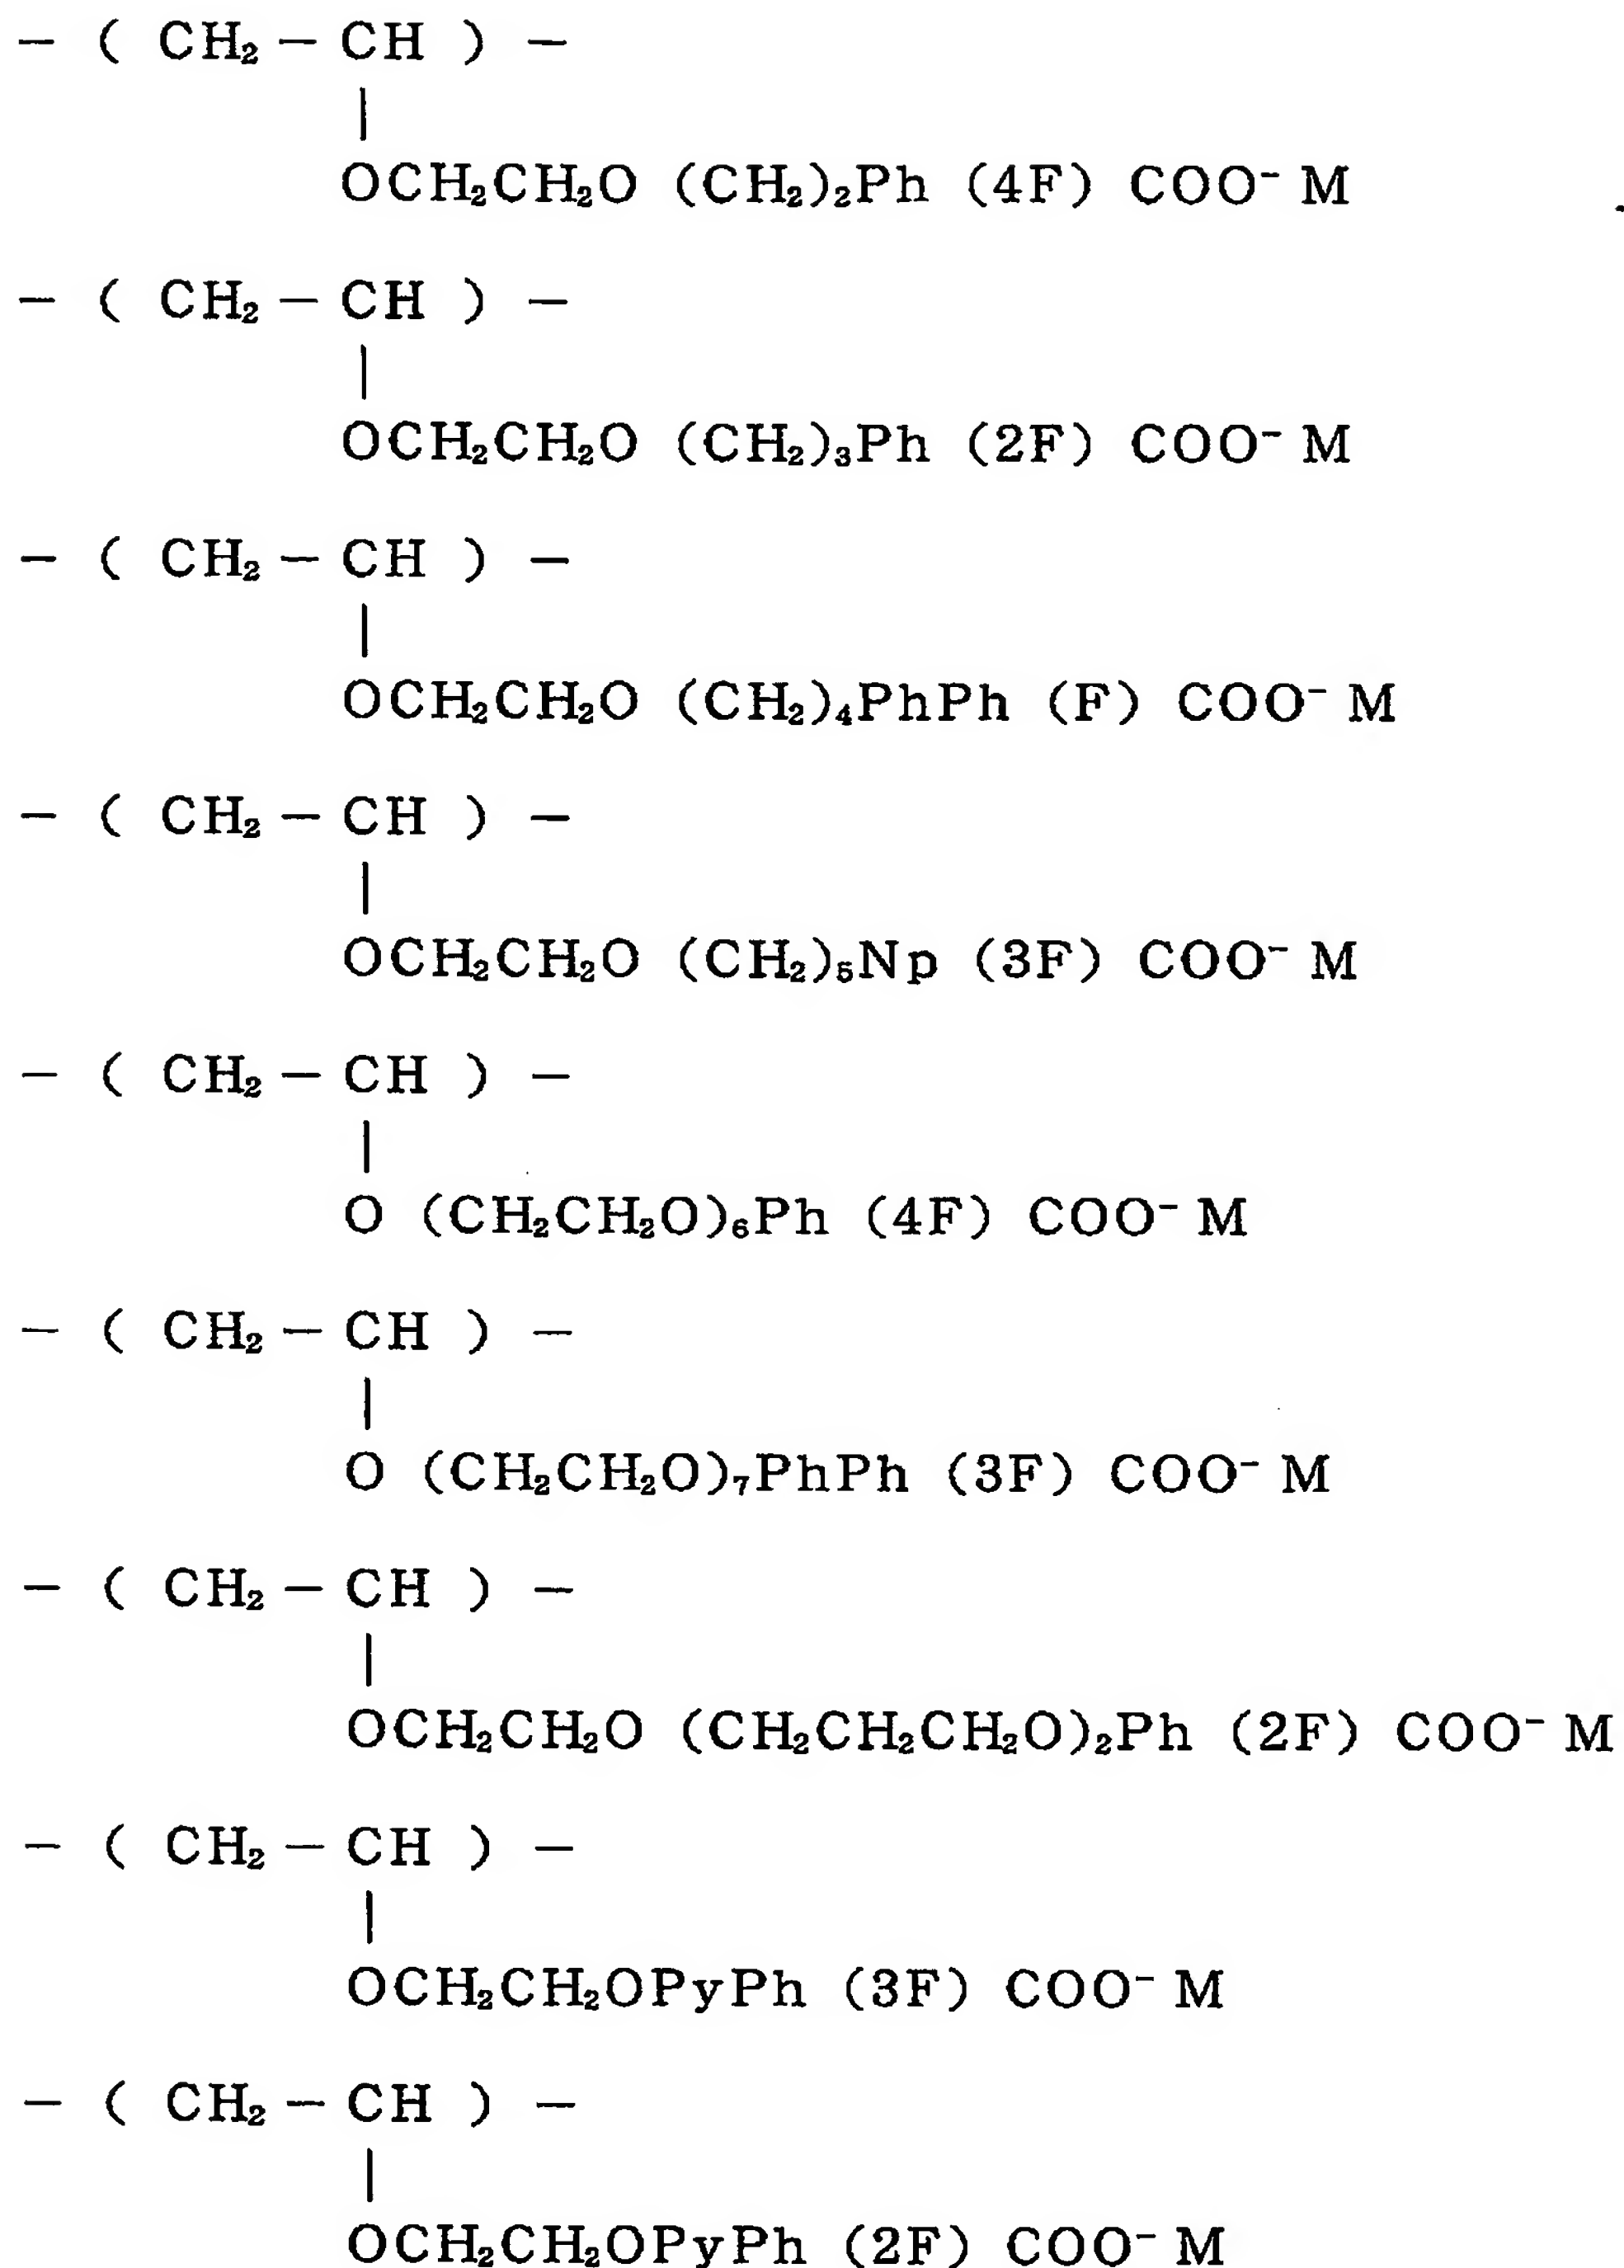 − ( CH₂ − CH ) −
|
OCH₂CH₂O (CH₂)₂Ph (4F) COO⁻ M
− ( CH₂ − CH ) −
|
OCH₂CH₂O (CH₂)₃Ph (2F) COO⁻ M
− ( CH₂ − CH ) −
|
OCH₂CH₂O (CH₂)₄PhPh (F) COO⁻ M
− ( CH₂ − CH ) −
|
OCH₂CH₂O (CH₂)₅Np (3F) COO⁻ M
− ( CH₂ − CH ) −
|
O (CH₂CH₂O)₆Ph (4F) COO⁻ M
− ( CH₂ − CH ) −
|
O (CH₂CH₂O)₇PhPh (3F) COO⁻ M
− ( CH₂ − CH ) −
|
OCH₂CH₂O (CH₂CH₂CH₂O)₂Ph (2F) COO⁻ M
− ( CH₂ − CH ) −
|
OCH₂CH₂OPyPh (3F) COO⁻ M
− ( CH₂ − CH ) −
|
OCH₂CH₂OPyPh (2F) COO⁻ M